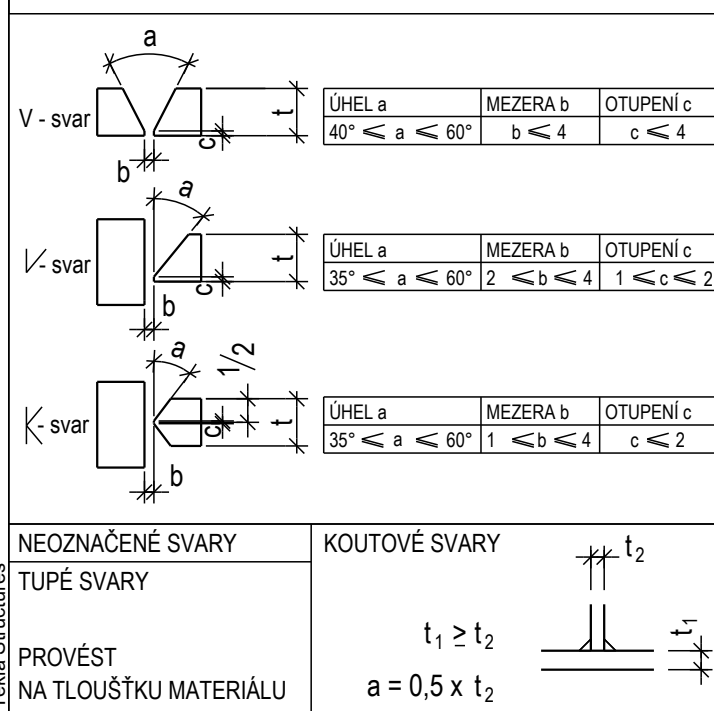 a
V - svar
t
c
b
ÚHEL a MEZERA b OTUPENÍ c
40° ⩽ a ⩽ 60° b ⩽ 4 c ⩽ 4
a
V - svar
t
c
b
ÚHEL a MEZERA b OTUPENÍ c
35° ⩽ a ⩽ 60° 2 ⩽ b ⩽ 4 1 ⩽ c ⩽ 2
a
1/2
K - svar
t
c
b
ÚHEL a MEZERA b OTUPENÍ c
35° ⩽ a ⩽ 60° 1 ⩽ b ⩽ 4 c ⩽ 2
NEOZNAČENÉ SVARY
TUPÉ SVARY
PROVÉST
NA TLOUŠŤKU MATERIÁLU
KOUTOVÉ SVARY
t₂
t₁ ≥ t₂
t₁
a = 0,5 x t₂
Tekla Structures